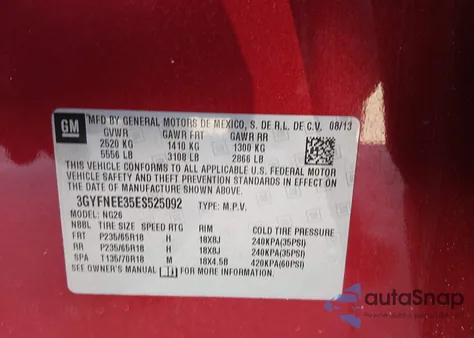 GM
MFD BY GENERAL MOTORS DE MEXICO, S. DE R.L. DE C.V. 08/13
GVWR GAWR FRT GAWR RR
2520 KG 1410 KG 1300 KG
5556 LB 3108 LB 2866 LB
THIS VEHICLE CONFORMS TO ALL APPLICABLE U.S. FEDERAL MOTOR
VEHICLE SAFETY AND THEFT PREVENTION STANDARDS IN EFFECT ON
THE DATE OF MANUFACTURE SHOWN ABOVE.
3GYFNEE35ES525092 TYPE: M.P.V.
MODEL: NG26
NBBL TIRE SIZE SPEED RTG RIM COLD TIRE PRESSURE
FRT P235/65R18 H 18X8J 240KPA(35PSI)
RR P235/65R18 H 18X8J 240KPA(35PSI)
SPA T135/70R18 M 18X4.5B 420KPA(60PSI)
SEE OWNER'S MANUAL FOR ADDITIONAL INFORMATION
autoSnap